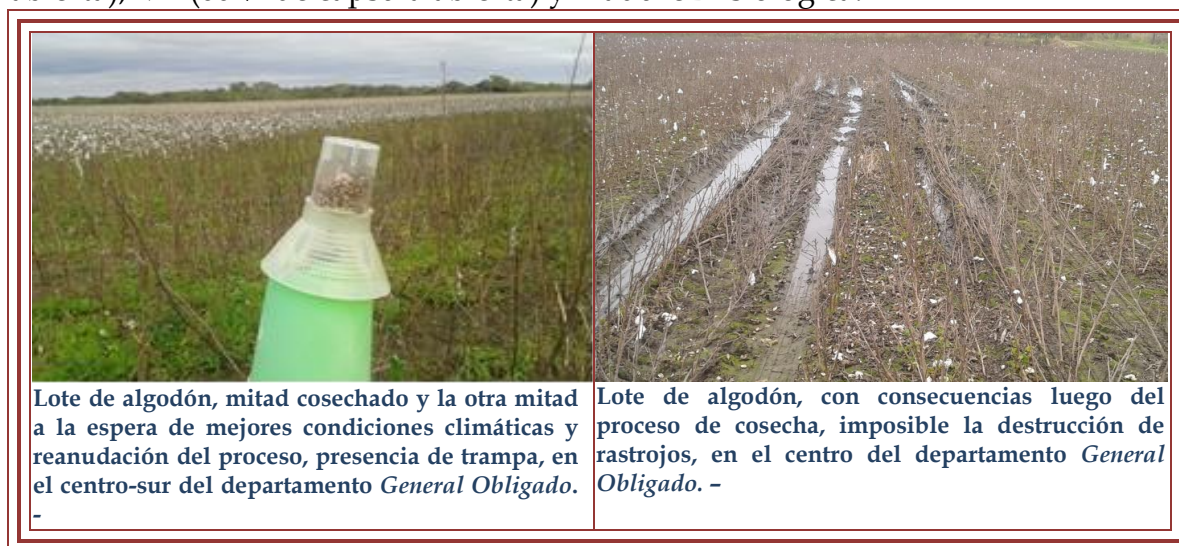 Lote de algodón, mitad cosechado y la otra mitad
a la espera de mejores condiciones climáticas y
reanudación del proceso, presencia de trampa, en
el centro-sur del departamento General Obligado.
-
Lote de algodón, con consecuencias luego del
proceso de cosecha, imposible la destrucción de
rastrojos, en el centro del departamento General
Obligado. –